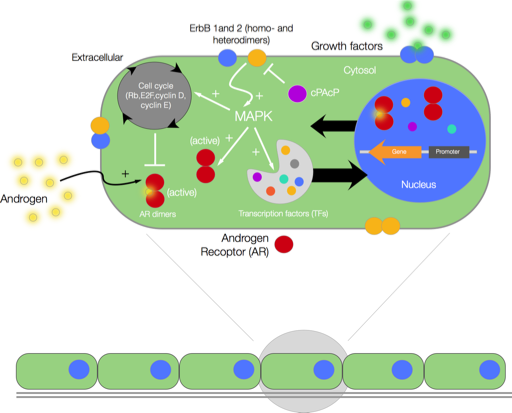 ErbB 1and 2 (homo- and
heterodimers)
Growth factors
Extracellular
Cytosol
Cell cycle
(Rb,E2F,cyclin D,
cyclin E)
+
+
cPAcP
MAPK
(active)
+
+
Gene
Promoter
+
Nucleus
(active)
Androgen
AR dimers
Transcription factors (TFs)
Androgen
Recoptor (AR)